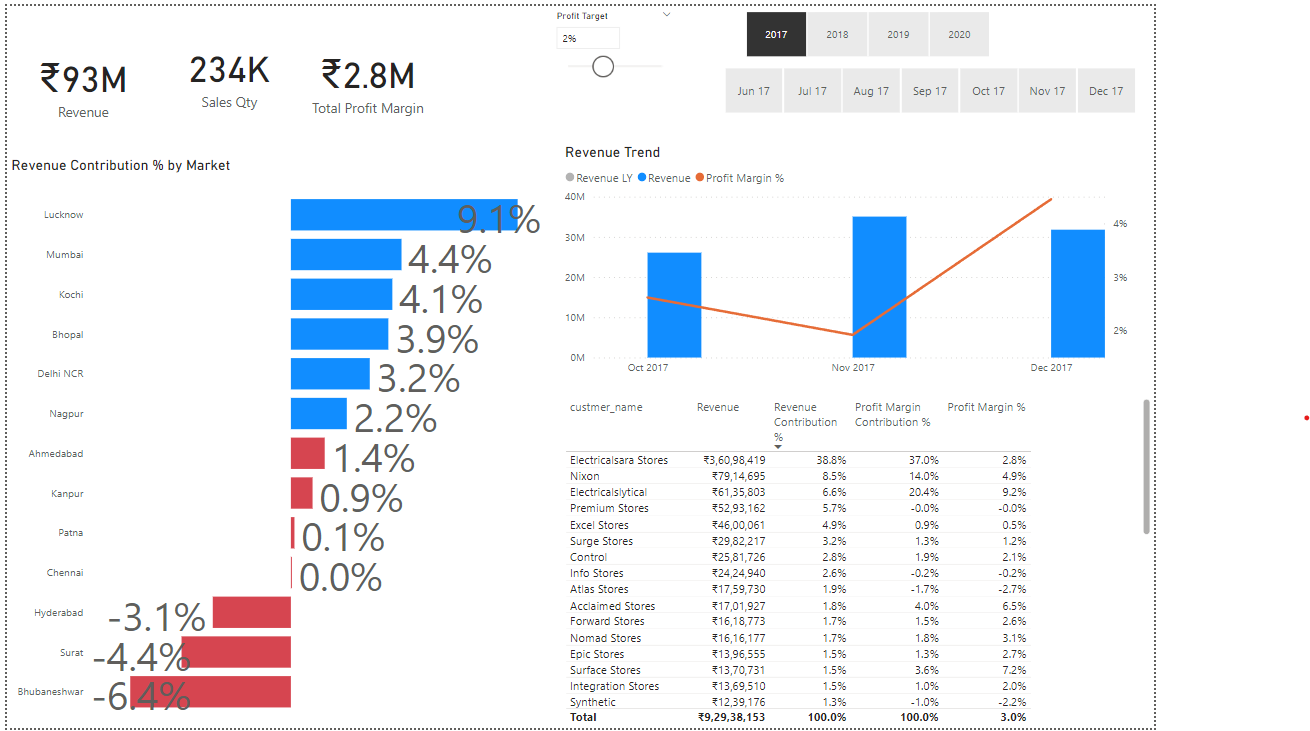 Profit Target
2%
2017 2018 2019 2020
Jun 17 Jul 17 Aug 17 Sep 17 Oct 17 Nov 17 Dec 17
₹93M
Revenue
234K
Sales Qty
₹2.8M
Total Profit Margin
Revenue Contribution % by Market
Lucknow 9.1%
Mumbai 4.4%
Kochi 4.1%
Bhopal 3.9%
Delhi NCR 3.2%
Nagpur 2.2%
Ahmedabad 1.4%
Kanpur 0.9%
Patna 0.1%
Chennai 0.0%
Hyderabad -3.1%
Surat -4.4%
Bhubaneshwar -6.4%
Revenue Trend
Revenue LY Revenue Profit Margin %
40M
30M
20M
10M
0M
4%
3%
2%
Oct 2017 Nov 2017 Dec 2017
custmer_name Revenue Revenue Contribution % Profit Margin Contribution % Profit Margin %
Electricalsara Stores ₹3,60,98,419 38.8% 37.0% 2.8%
Nixon ₹79,14,695 8.5% 14.0% 4.9%
Electricalslytical ₹61,35,803 6.6% 20.4% 9.2%
Premium Stores ₹52,93,162 5.7% -0.0% -0.0%
Excel Stores ₹46,00,061 4.9% 0.9% 0.5%
Surge Stores ₹29,82,217 3.2% 1.3% 1.2%
Control ₹25,81,726 2.8% 1.9% 2.1%
Info Stores ₹24,24,940 2.6% -0.2% -0.2%
Atlas Stores ₹17,59,730 1.9% -1.7% -2.7%
Acclaimed Stores ₹17,01,927 1.8% 4.0% 6.5%
Forward Stores ₹16,18,773 1.7% 1.5% 2.6%
Nomad Stores ₹16,16,177 1.7% 1.8% 3.1%
Epic Stores ₹13,96,555 1.5% 1.3% 2.7%
Surface Stores ₹13,70,731 1.5% 3.6% 7.2%
Integration Stores ₹13,69,510 1.5% 1.0% 2.0%
Synthetic ₹12,39,176 1.3% -1.0% -2.2%
Total ₹9,29,38,153 100.0% 100.0% 3.0%